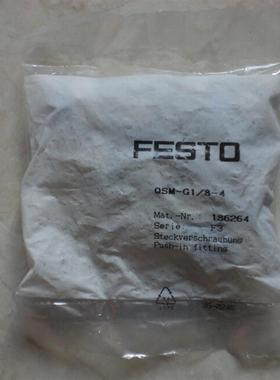 FESTO
QSM-G1/8-4
Mat.-Nr.: 186264
Serie: F3
Steckverschraubung
Push-in fitting